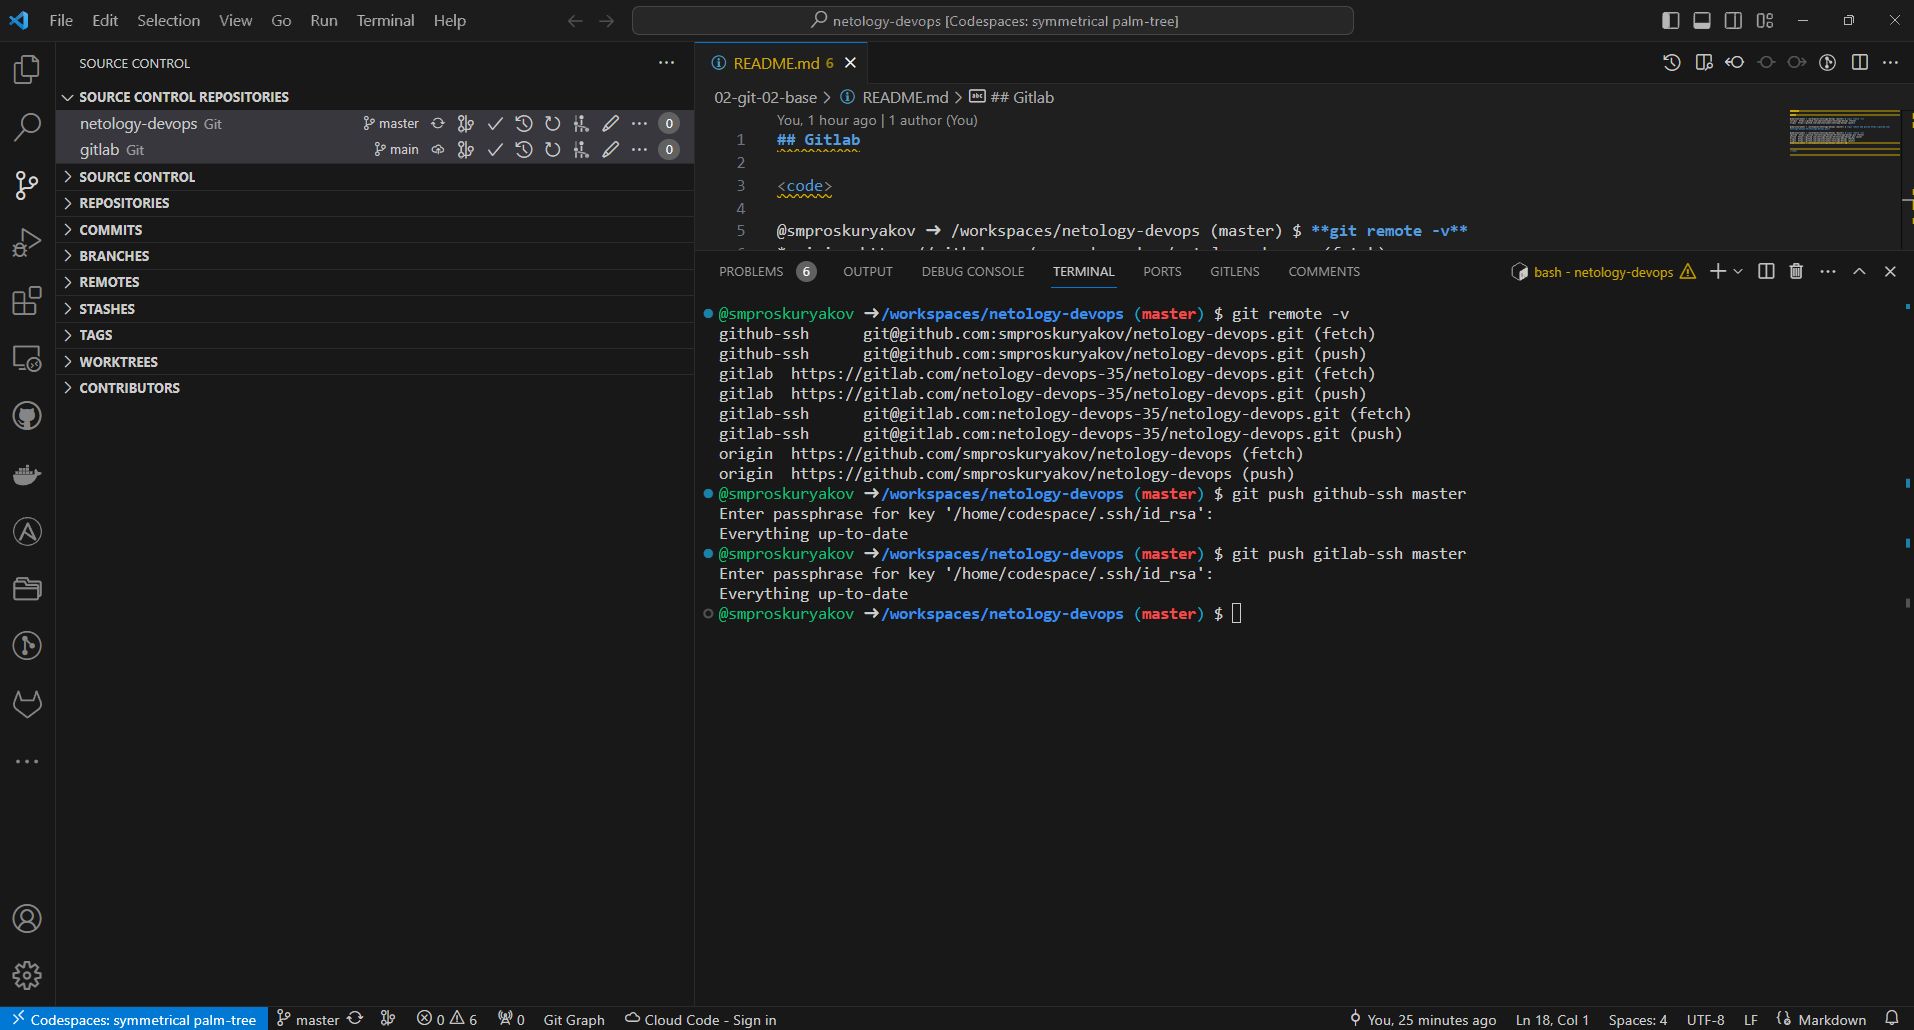 File Edit Selection View Go Run Terminal Help
netology-devops [Codespaces: symmetrical palm-tree]
SOURCE CONTROL
SOURCE CONTROL REPOSITORIES
netology-devops Git master 0
gitlab Git main 0
SOURCE CONTROL
REPOSITORIES
COMMITS
BRANCHES
REMOTES
STASHES
TAGS
WORKTREES
CONTRIBUTORS
README.md 6
02-git-02-base > README.md > ## Gitlab
You, 1 hour ago | 1 author (You)
1 ## Gitlab
2
3 <code>
4
5 @smproskuryakov → /workspaces/netology-devops (master) $ **git remote -v**
PROBLEMS 6 OUTPUT DEBUG CONSOLE TERMINAL PORTS GITLENS COMMENTS
bash - netology-devops
@smproskuryakov →/workspaces/netology-devops (master) $ git remote -v
github-ssh git@github.com:smproskuryakov/netology-devops.git (fetch)
github-ssh git@github.com:smproskuryakov/netology-devops.git (push)
gitlab https://gitlab.com/netology-devops-35/netology-devops.git (fetch)
gitlab https://gitlab.com/netology-devops-35/netology-devops.git (push)
gitlab-ssh git@gitlab.com:netology-devops-35/netology-devops.git (fetch)
gitlab-ssh git@gitlab.com:netology-devops-35/netology-devops.git (push)
origin https://github.com/smproskuryakov/netology-devops (fetch)
origin https://github.com/smproskuryakov/netology-devops (push)
@smproskuryakov →/workspaces/netology-devops (master) $ git push github-ssh master
Enter passphrase for key '/home/codespace/.ssh/id_rsa':
Everything up-to-date
@smproskuryakov →/workspaces/netology-devops (master) $ git push gitlab-ssh master
Enter passphrase for key '/home/codespace/.ssh/id_rsa':
Everything up-to-date
@smproskuryakov →/workspaces/netology-devops (master) $
Codespaces: symmetrical palm-tree master 0 6 0 Git Graph Cloud Code - Sign in
You, 25 minutes ago Ln 18, Col 1 Spaces: 4 UTF-8 LF Markdown